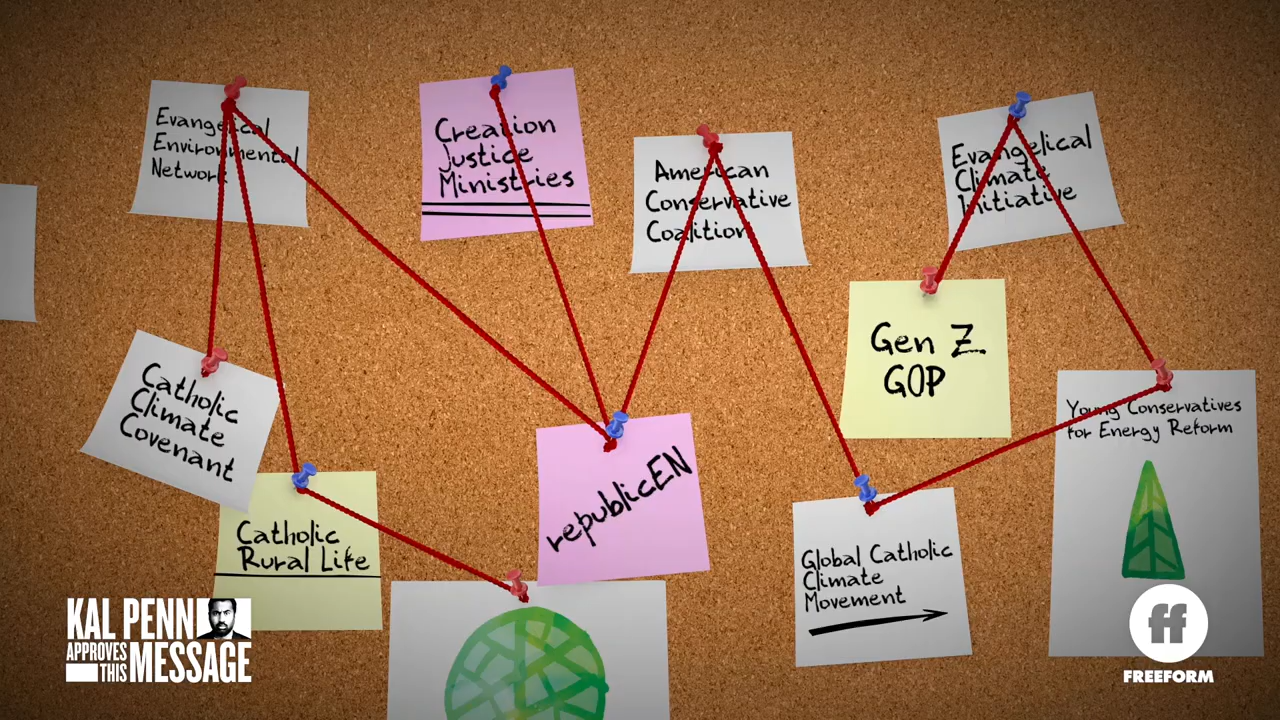 Evangelical
Environmental
Network
Creation
Justice
Ministries
American
Conservative
Coalition
Evangelical
Climate
Initiative
Gen Z
GOP
Catholic
Climate
Covenant
Young Conservatives
for Energy Reform
republicEN
Catholic
Rural Life
Global Catholic
Climate
Movement
KAL PENN
APPROVES
THIS MESSAGE
ff
FREEFORM